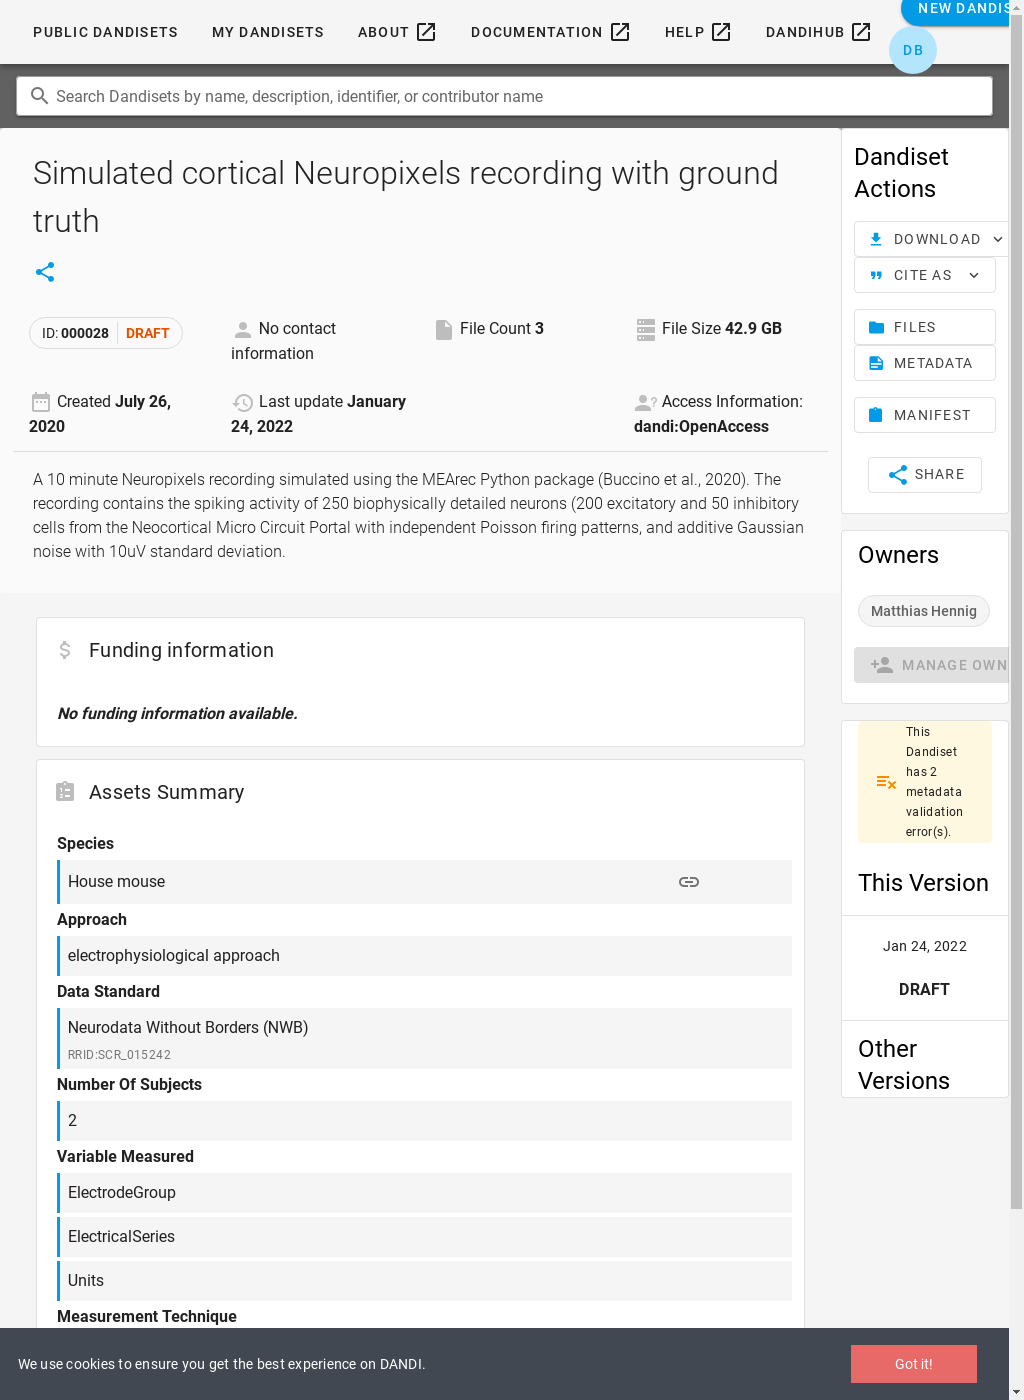 NEW DANDIS
PUBLIC DANDISETS MY DANDISETS ABOUT DOCUMENTATION HELP DANDIHUB
DB
Search Dandisets by name, description, identifier, or contributor name
Simulated cortical Neuropixels recording with ground
truth
ID: 000028 DRAFT
No contact
information
File Count 3
File Size 42.9 GB
Created July 26,
2020
Last update January
24, 2022
Access Information:
dandi:OpenAccess
A 10 minute Neuropixels recording simulated using the MEArec Python package (Buccino et al., 2020). The
recording contains the spiking activity of 250 biophysically detailed neurons (200 excitatory and 50 inhibitory
cells from the Neocortical Micro Circuit Portal with independent Poisson firing patterns, and additive Gaussian
noise with 10uV standard deviation.
Funding information
No funding information available.
Assets Summary
Species
House mouse
Approach
electrophysiological approach
Data Standard
Neurodata Without Borders (NWB)
RRID:SCR_015242
Number Of Subjects
2
Variable Measured
ElectrodeGroup
ElectricalSeries
Units
Measurement Technique
Dandiset
Actions
DOWNLOAD
CITE AS
FILES
METADATA
MANIFEST
SHARE
Owners
Matthias Hennig
MANAGE OWN
This
Dandiset
has 2
metadata
validation
error(s).
This Version
Jan 24, 2022
DRAFT
Other
Versions
We use cookies to ensure you get the best experience on DANDI.
Got it!